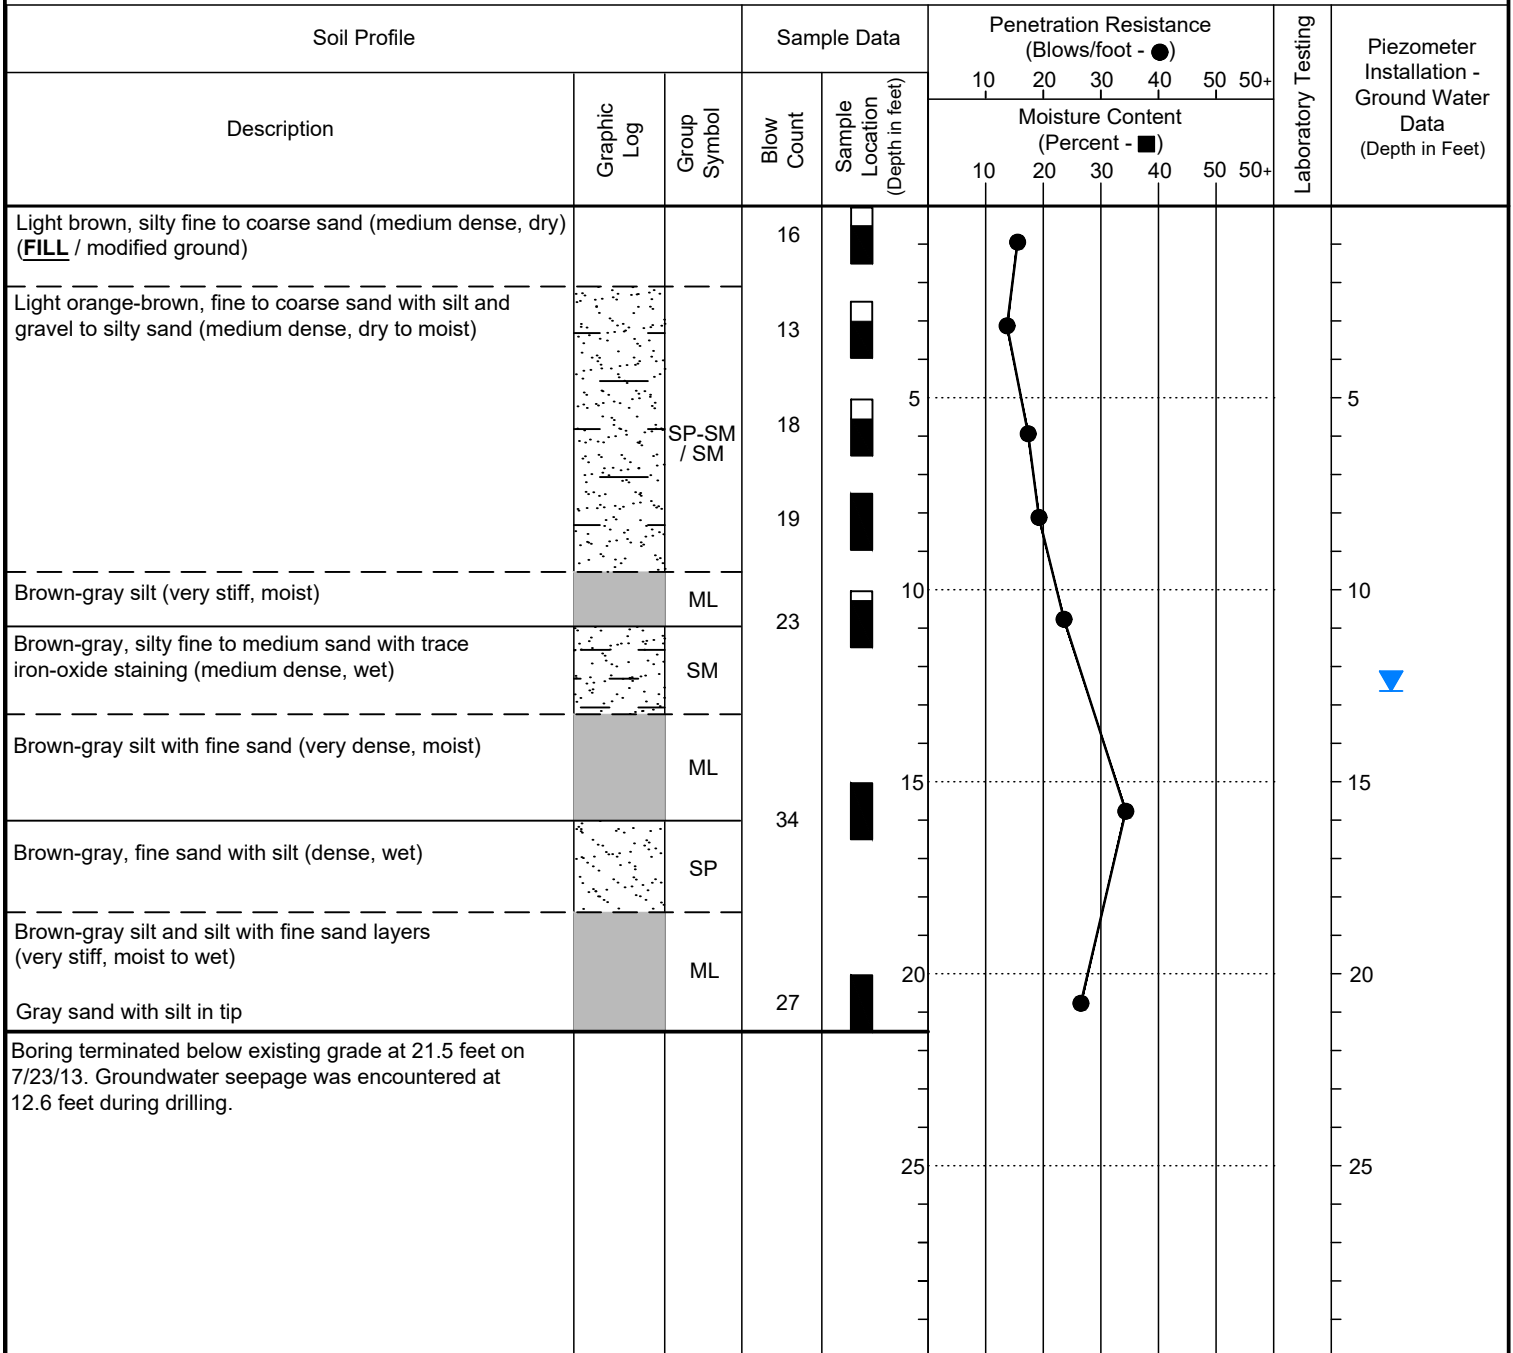 Soil Profile
Sample Data
Penetration Resistance
(Blows/foot - ●)
10 20 30 40 50 50+
Moisture Content
(Percent - ■)
10 20 30 40 50 50+
Laboratory Testing
Piezometer
Installation -
Ground Water
Data
(Depth in Feet)
Description
Graphic
Log
Group
Symbol
Blow
Count
Sample
Location
(Depth in feet)
Light brown, silty fine to coarse sand (medium dense, dry)
(FILL / modified ground)
16
Light orange-brown, fine to coarse sand with silt and
gravel to silty sand (medium dense, dry to moist)
13
5
5
18
SP-SM
/ SM
19
Brown-gray silt (very stiff, moist)
ML
10
10
23
Brown-gray, silty fine to medium sand with trace
iron-oxide staining (medium dense, wet)
SM
Brown-gray silt with fine sand (very dense, moist)
ML
15
15
34
Brown-gray, fine sand with silt (dense, wet)
SP
Brown-gray silt and silt with fine sand layers
(very stiff, moist to wet)
ML
20
20
27
Gray sand with silt in tip
Boring terminated below existing grade at 21.5 feet on
7/23/13. Groundwater seepage was encountered at
12.6 feet during drilling.
25
25